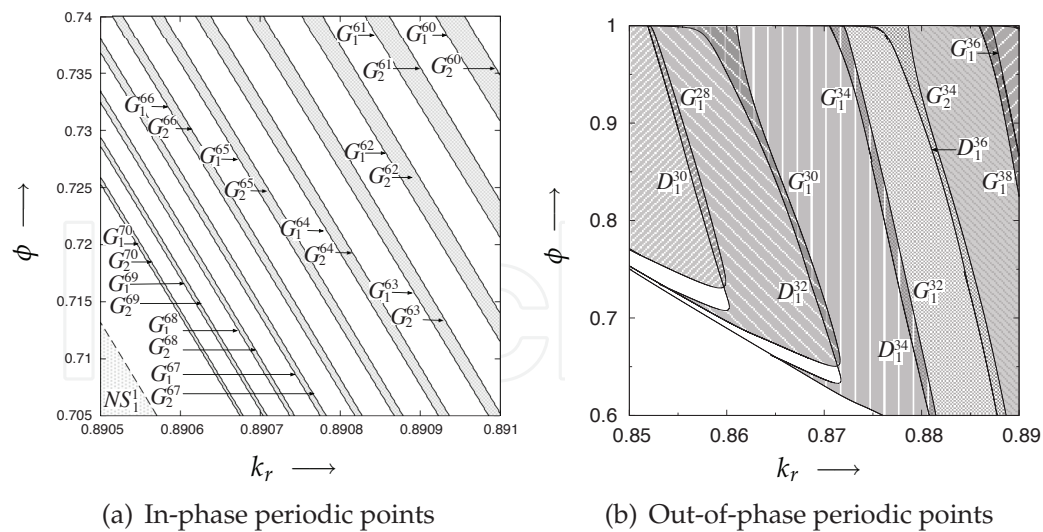 0.74
0.735
0.73
0.725
0.72
0.715
0.71
0.705
0.8905
0.8906
0.8907
0.8908
0.8909
0.891
ϕ ⟶
k_r ⟶
G_1^{61}
G_1^{60}
G_2^{61}
G_2^{60}
G_1^{66}
G_2^{66}
G_1^{65}
G_1^{62}
G_2^{62}
G_2^{65}
G_1^{64}
G_2^{64}
G_1^{70}
G_2^{70}
G_1^{69}
G_2^{69}
G_1^{63}
G_2^{63}
G_1^{68}
G_2^{68}
G_1^{67}
G_2^{67}
NS_1^1
(a) In-phase periodic points
1
0.9
0.8
0.7
0.6
0.85
0.86
0.87
0.88
0.89
ϕ ⟶
k_r ⟶
G_1^{36}
G_1^{28}
G_1^{34}
G_2^{34}
D_1^{36}
D_1^{30}
G_1^{30}
G_1^{38}
D_1^{32}
G_1^{32}
D_1^{34}
(b) Out-of-phase periodic points